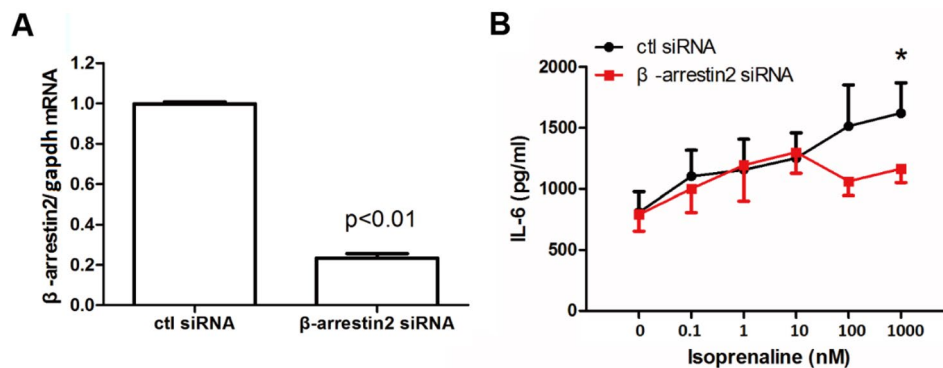 A
β -arrestin2/gapdh mRNA
1.2
1.0
0.8
0.6
0.4
0.2
0.0
p<0.01
ctl siRNA
β-arrestin2 siRNA
B
ctl siRNA
β -arrestin2 siRNA
*
IL-6 (pg/ml)
2000
1500
1000
500
0
0 0.1 1 10 100 1000
Isoprenaline (nM)